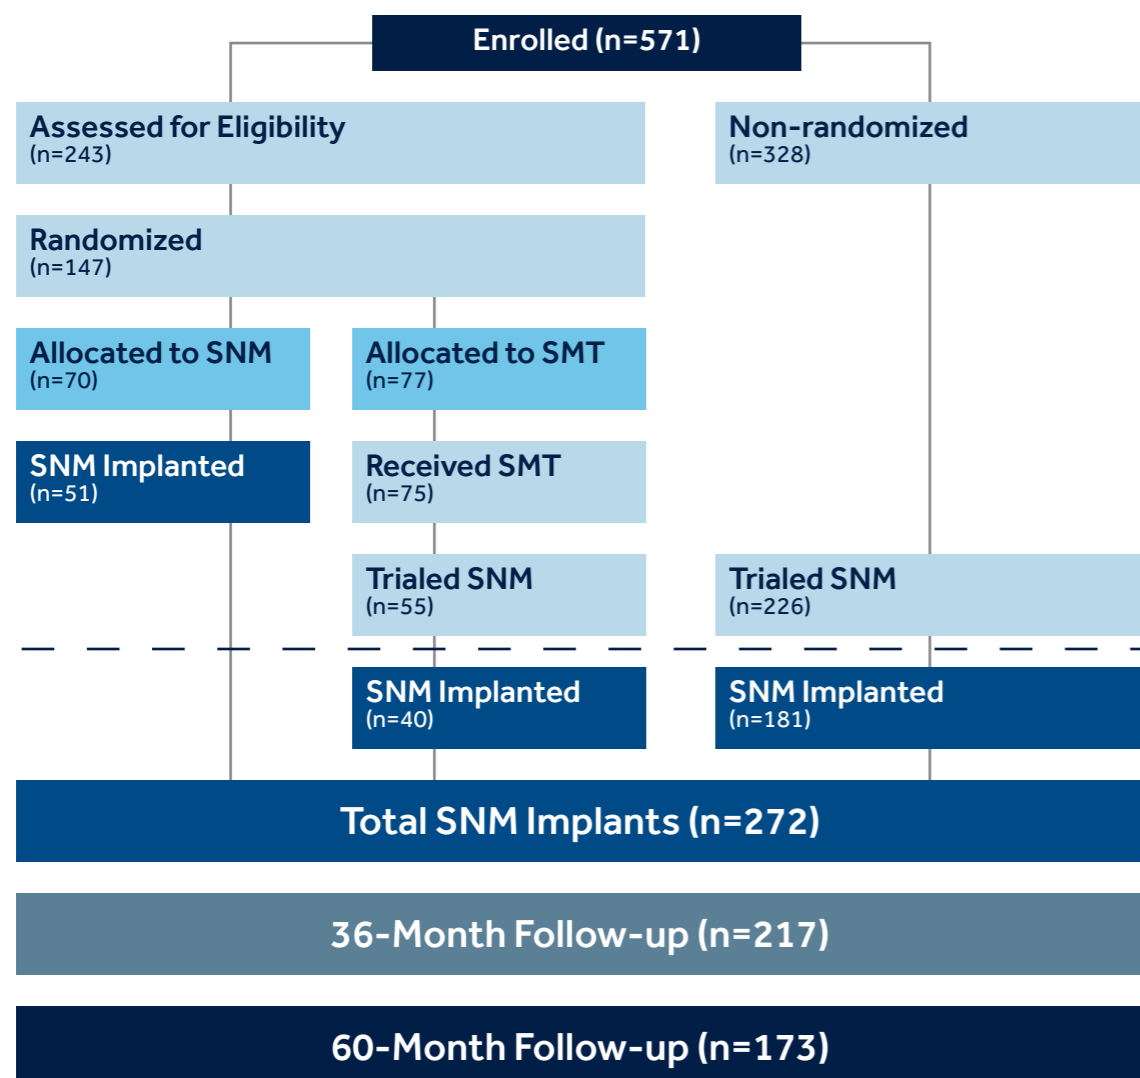 Enrolled (n=571)
Assessed for Eligibility
(n=243)
Non-randomized
(n=328)
Randomized
(n=147)
Allocated to SNM
(n=70)
Allocated to SMT
(n=77)
SNM Implanted
(n=51)
Received SMT
(n=75)
Trialed SNM
(n=55)
Trialed SNM
(n=226)
SNM Implanted
(n=40)
SNM Implanted
(n=181)
Total SNM Implants (n=272)
36-Month Follow-up (n=217)
60-Month Follow-up (n=173)